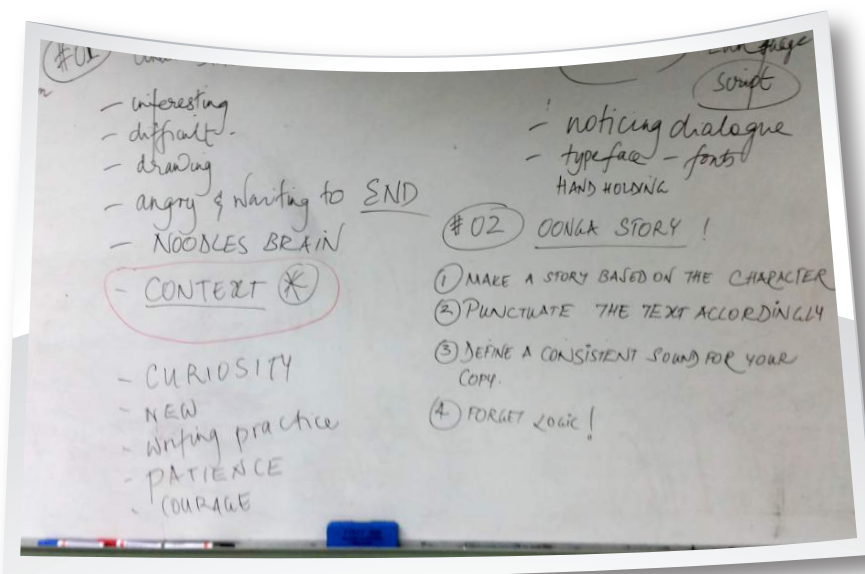 #01
- interesting
- difficult.
- drawing
- angry & waiting to END
- NOODLES BRAIN
- CONTEXT *
- CURIOSITY
- NEW
- writing practice
- PATIENCE
- COURAGE
language
script
- noticing dialogue
- typeface - fonts
HAND HOLDING
#02 OONGA STORY !
1 MAKE A STORY BASED ON THE CHARACTER
2 PUNCTUATE THE TEXT ACCORDINGLY
3 DEFINE A CONSISTENT SOUND FOR YOUR
COPY.
4 FORGET LOGIC !